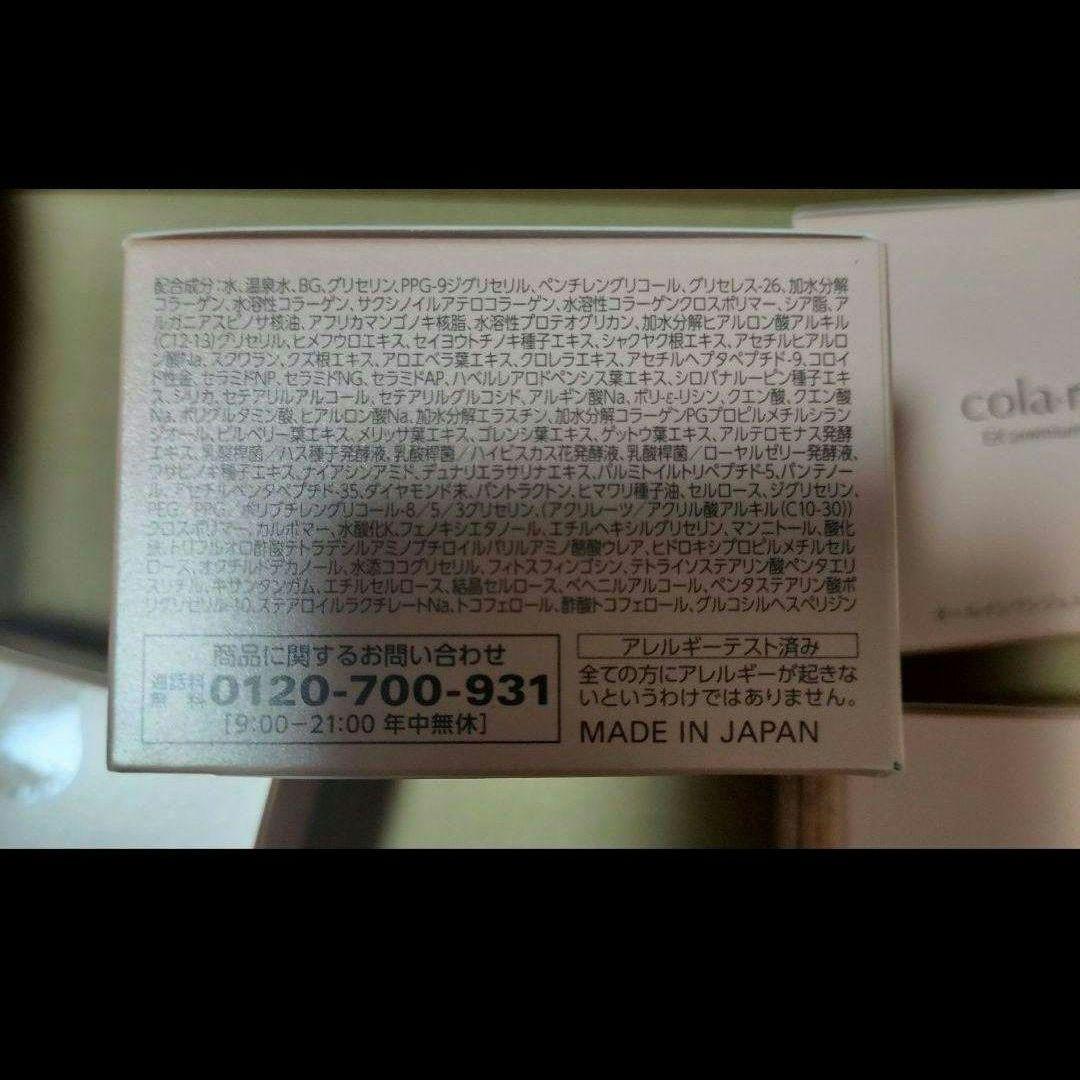 配合成分:水、温泉水、BG、グリセリン、PPG-9ジグリセリル、ペンチレングリコール、グリセレス-26、加水分解
コラーゲン、水溶性コラーゲン、サクシノイルアテロコラーゲン、水溶性コラーゲンクロスポリマー、シア脂、ア
ルガニアスピノサ核油、アフリカマンゴノキ核脂、水溶性プロテオグリカン、加水分解ヒアルロン酸アルキル
(C12-13)グリセリル、ヒメフウロエキス、セイヨウトチノキ種子エキス、シャクヤク根エキス、アセチルヒアルロ
ン酸Na、スクワラン、クズ根エキス、アロエベラ葉エキス、クロレラエキス、アセチルヘプタペプチド-9、コロイ
ド性金、セラミドNP、セラミドNG、セラミドAP、ハベルレアロドペンシス葉エキス、シロバナルーピン種子エキ
ス、シリカ、セテアリルアルコール、セテアリルグルコシド、アルギン酸Na、ポリ-ε-リシン、クエン酸、クエン酸
Na、ポリグルタミン酸、ヒアルロン酸Na、加水分解エラスチン、加水分解コラーゲンPGプロピルメチルシラン
ジオール、ビルベリー葉エキス、メリッサ葉エキス、ゴレンシ葉エキス、ゲットウ葉エキス、アルテロモナス発酵
エキス、乳酸桿菌/ハス種子発酵液、乳酸桿菌/ハイビスカス花発酵液、乳酸桿菌/ローヤルゼリー発酵液、
ワサビノキ種子エキス、ナイアシンアミド、デュナリエラサリナエキス、パルミトイルトリペプチド-5、パンテノー
ル、アセチルペンタペプチド-35、ダイヤモンド末、パントラクトン、ヒマワリ種子油、セルロース、ジグリセリン、
PEG/PPG/ポリブチレングリコール-8/5/3グリセリン、(アクリレーツ/アクリル酸アルキル(C10-30))
クロスポリマー、カルボマー、水酸化K、フェノキシエタノール、エチルヘキシルグリセリン、マンニトール、酸化
鉄、トリフルオロ酢酸テトラデシルアミノブチロイルバリルアミノ酪酸ウレア、ヒドロキシプロピルメチルセル
ロース、オクチルドデカノール、水添ココグリセリル、フィトスフィンゴシン、テトライソステアリン酸ペンタエリ
スリチル、キサンタンガム、エチルセルロース、結晶セルロース、ベヘニルアルコール、ペンタステアリン酸ポ
リグリセリル-10、ステアロイルラクチレートNa、トコフェロール、酢酸トコフェロール、グルコシルヘスペリジン
商品に関するお問い合わせ
通話料
無料 0120-700-931
[9:00-21:00 年中無休]
アレルギーテスト済み
全ての方にアレルギーが起きな
いというわけではありません。
MADE IN JAPAN
cola
EX premium
オールインワン